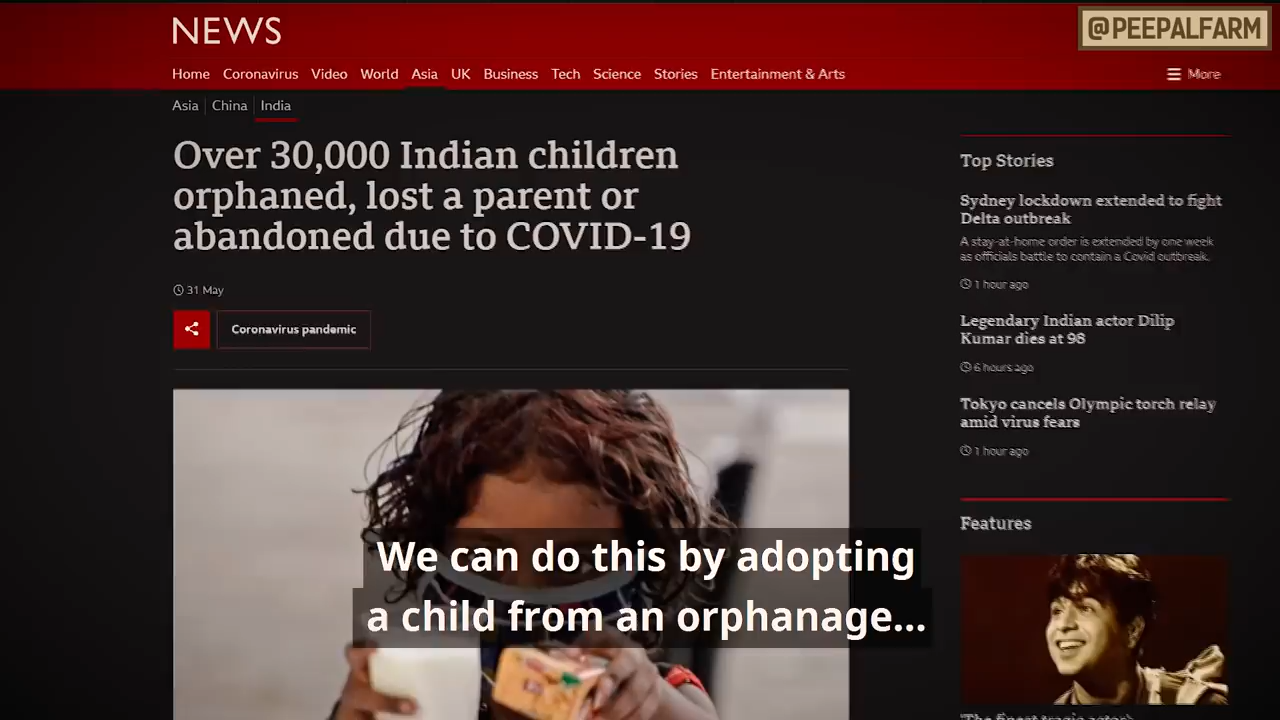 NEWS
@PEEPALFARM
Home Coronavirus Video World Asia UK Business Tech Science Stories Entertainment & Arts More
Asia China India
Over 30,000 Indian children
orphaned, lost a parent or
abandoned due to COVID-19
31 May
Coronavirus pandemic
We can do this by adopting
a child from an orphanage...
Top Stories
Sydney lockdown extended to fight
Delta outbreak
A stay-at-home order is extended by one week
as officials battle to contain a Covid outbreak.
1 hour ago
Legendary Indian actor Dilip
Kumar dies at 98
6 hours ago
Tokyo cancels Olympic torch relay
amid virus fears
1 hour ago
Features
'The finest tragic actor'